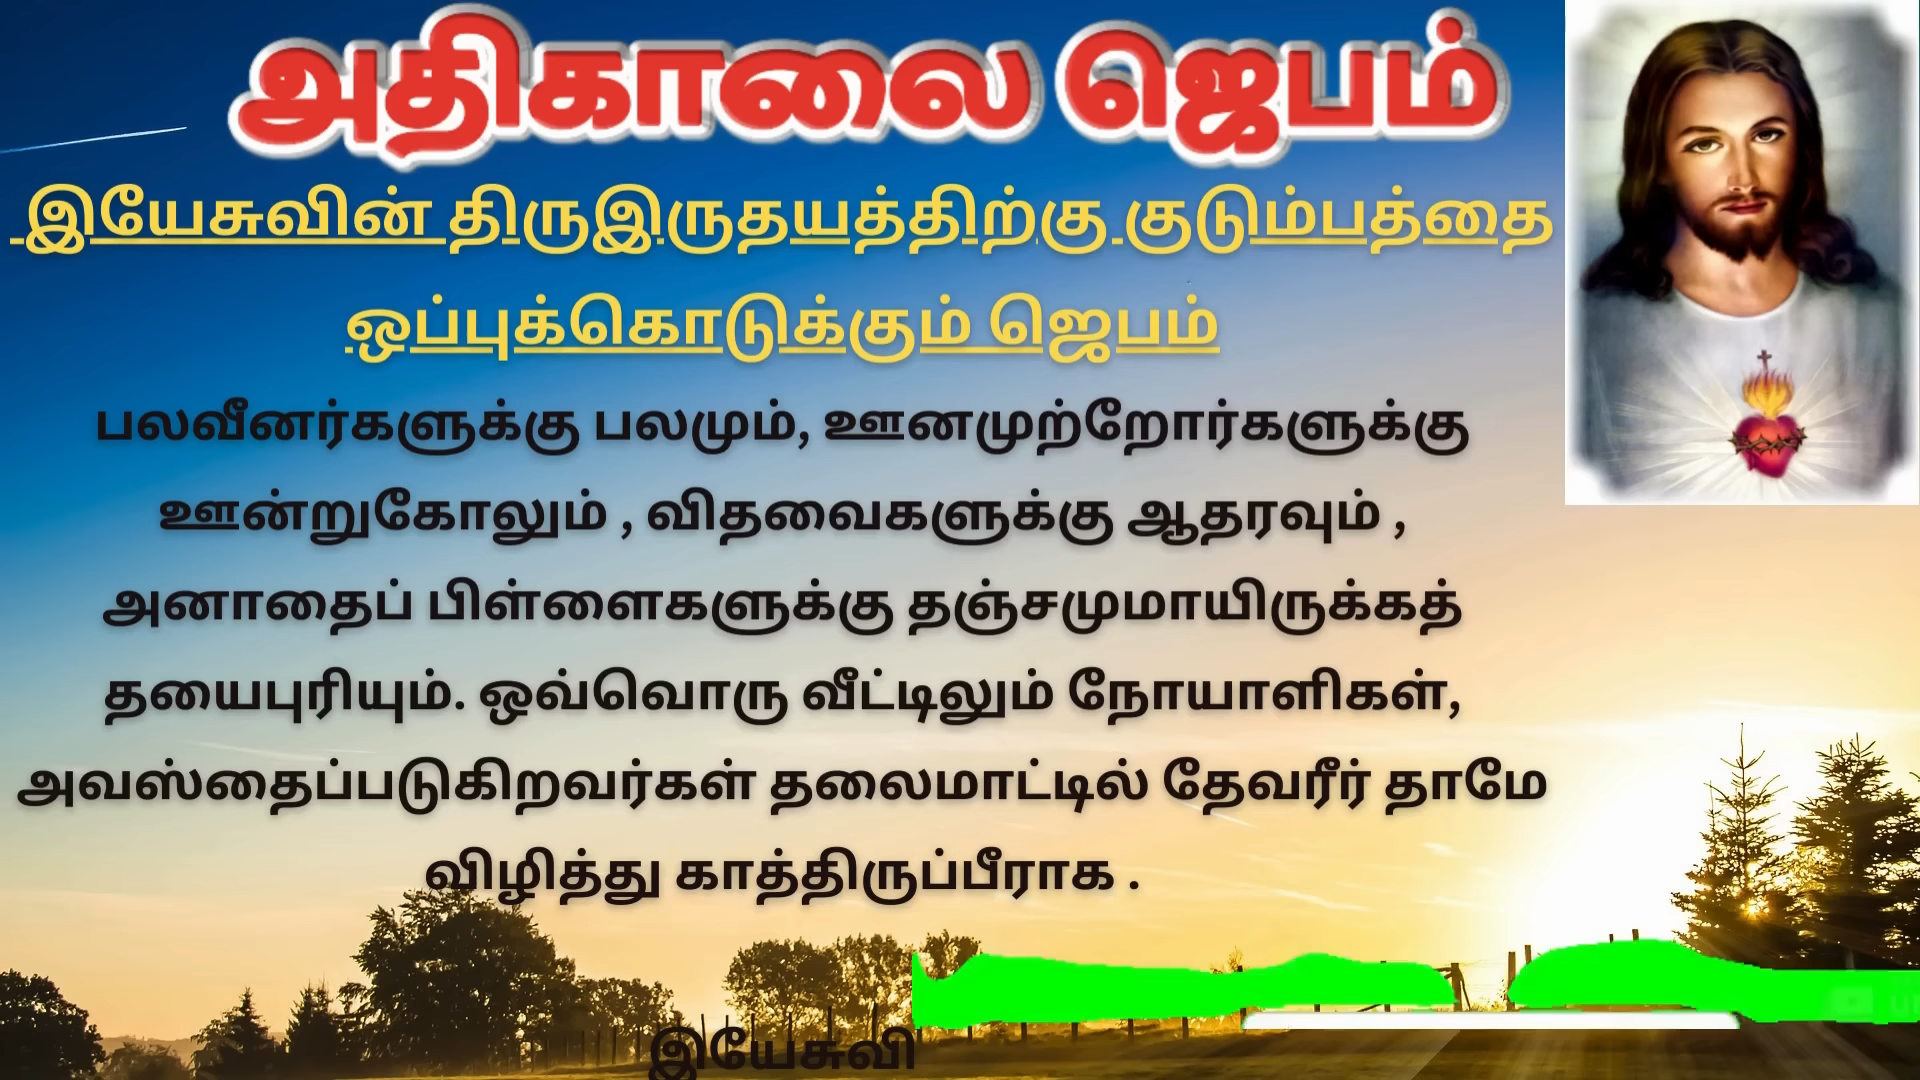 அதிகாலை ஜெபம்
இயேசுவின் திருஇருதயத்திற்கு குடும்பத்தை
ஒப்புக்கொடுக்கும் ஜெபம்
பலவீனர்களுக்கு பலமும், ஊனமுற்றோர்களுக்கு
ஊன்றுகோலும் , விதவைகளுக்கு ஆதரவும் ,
அனாதைப் பிள்ளைகளுக்கு தஞ்சமுமாயிருக்கத்
தயைபுரியும். ஒவ்வொரு வீட்டிலும் நோயாளிகள்,
அவஸ்தைப்படுகிறவர்கள் தலைமாட்டில் தேவரீர் தாமே
விழித்து காத்திருப்பீராக .
இயேசுவி